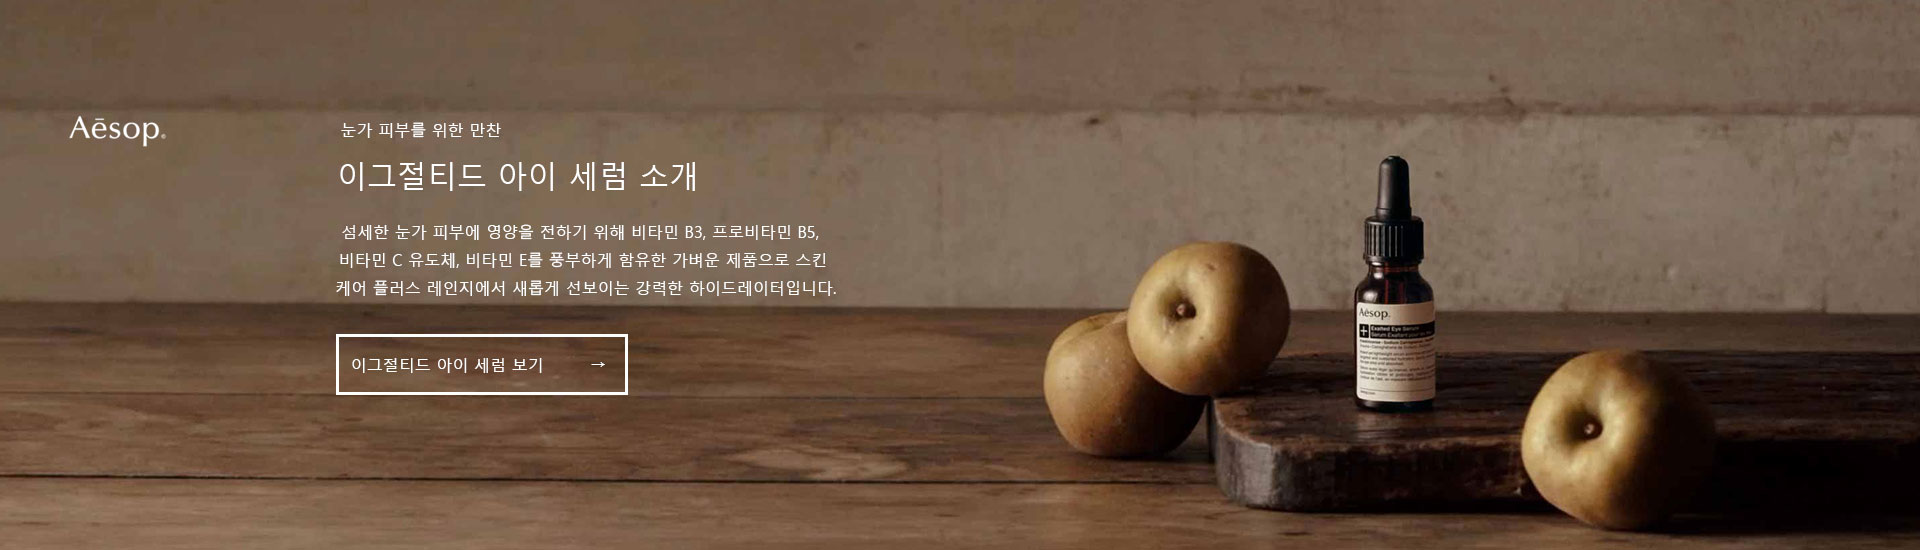 Aēsop.
눈가 피부를 위한 만찬
이그절티드 아이 세럼 소개
섬세한 눈가 피부에 영양을 전하기 위해 비타민 B3, 프로비타민 B5,
비타민 C 유도체, 비타민 E를 풍부하게 함유한 가벼운 제품으로 스킨
케어 플러스 레인지에서 새롭게 선보이는 강력한 하이드레이터입니다.
이그절티드 아이 세럼 보기 →
Aēsop.
Exalted Eye Serum